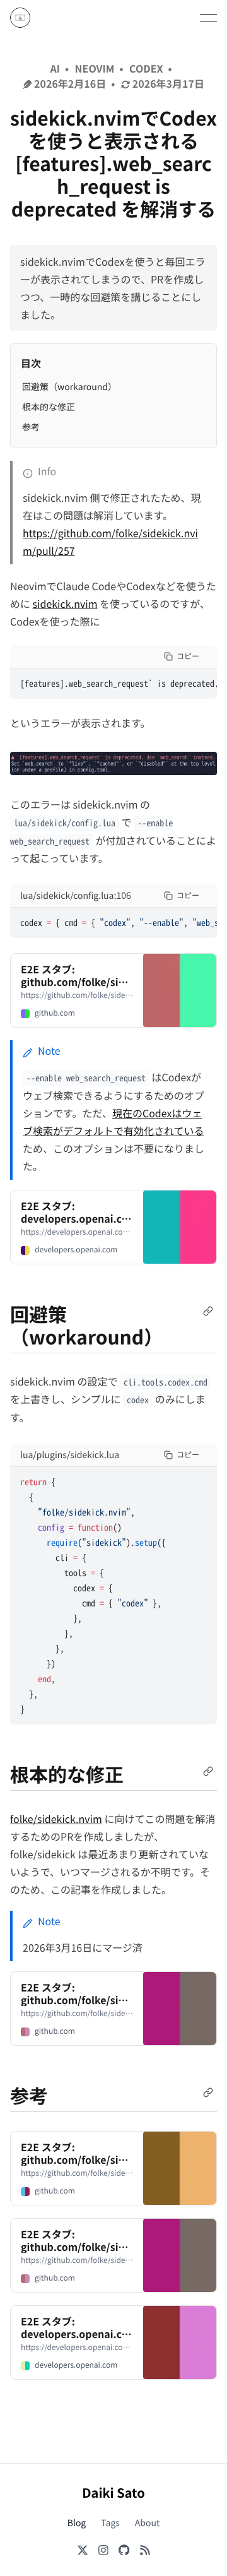 AI • NEOVIM • CODEX •
2026年2月16日 • 2026年3月17日
sidekick.nvimでCodex
を使うと表示される
[features].web_searc
h_request is
deprecated を解消する
sidekick.nvimでCodexを使うと毎回エラ
ーが表示されてしまうので、PRを作成し
つつ、一時的な回避策を講じることにし
ました。
目次
回避策（workaround）
根本的な修正
参考
Info
sidekick.nvim 側で修正されたため、現
在はこの問題は解消しています。
https://github.com/folke/sidekick.nvi
m/pull/257
NeovimでClaude CodeやCodexなどを使うた
めに sidekick.nvim を使っているのですが、
Codexを使った際に
コピー
[features].web_search_request` is deprecated.
というエラーが表示されます。
[features].web_search_request` is deprecated. Use `web_search` instead.
Set `web_search` to `"live"`, `"cached"`, or `"disabled"` at the top level
(or under a profile) in config.toml.
このエラーは sidekick.nvim の
lua/sidekick/config.lua で --enable
web_search_request が付加されていることによ
って起こっています。
lua/sidekick/config.lua:106 コピー
codex = { cmd = { "codex", "--enable", "web_s
E2E スタブ:
github.com/folke/si…
https://github.com/folke/side…
github.com
Note
--enable web_search_request はCodexが
ウェブ検索できるようにするためのオプ
ションです。ただ、現在のCodexはウェ
ブ検索がデフォルトで有効化されている
ため、このオプションは不要になりまし
た。
E2E スタブ:
developers.openai.c…
https://developers.openai.co…
developers.openai.com
回避策
（workaround）
sidekick.nvim の設定で cli.tools.codex.cmd
を上書きし、シンプルに codex のみにしま
す。
lua/plugins/sidekick.lua コピー
return {
{
"folke/sidekick.nvim",
config = function()
require("sidekick").setup({
cli = {
tools = {
codex = {
cmd = { "codex" },
},
},
},
})
end,
},
}
根本的な修正
folke/sidekick.nvim に向けてこの問題を解消
するためのPRを作成しましたが、
folke/sidekick は最近あまり更新されていな
いようで、いつマージされるか不明です。そ
のため、この記事を作成しました。
Note
2026年3月16日にマージ済
E2E スタブ:
github.com/folke/si…
https://github.com/folke/side…
github.com
参考
E2E スタブ:
github.com/folke/si…
https://github.com/folke/side…
github.com
E2E スタブ:
github.com/folke/si…
https://github.com/folke/side…
github.com
E2E スタブ:
developers.openai.c…
https://developers.openai.co…
developers.openai.com
Daiki Sato
Blog Tags About